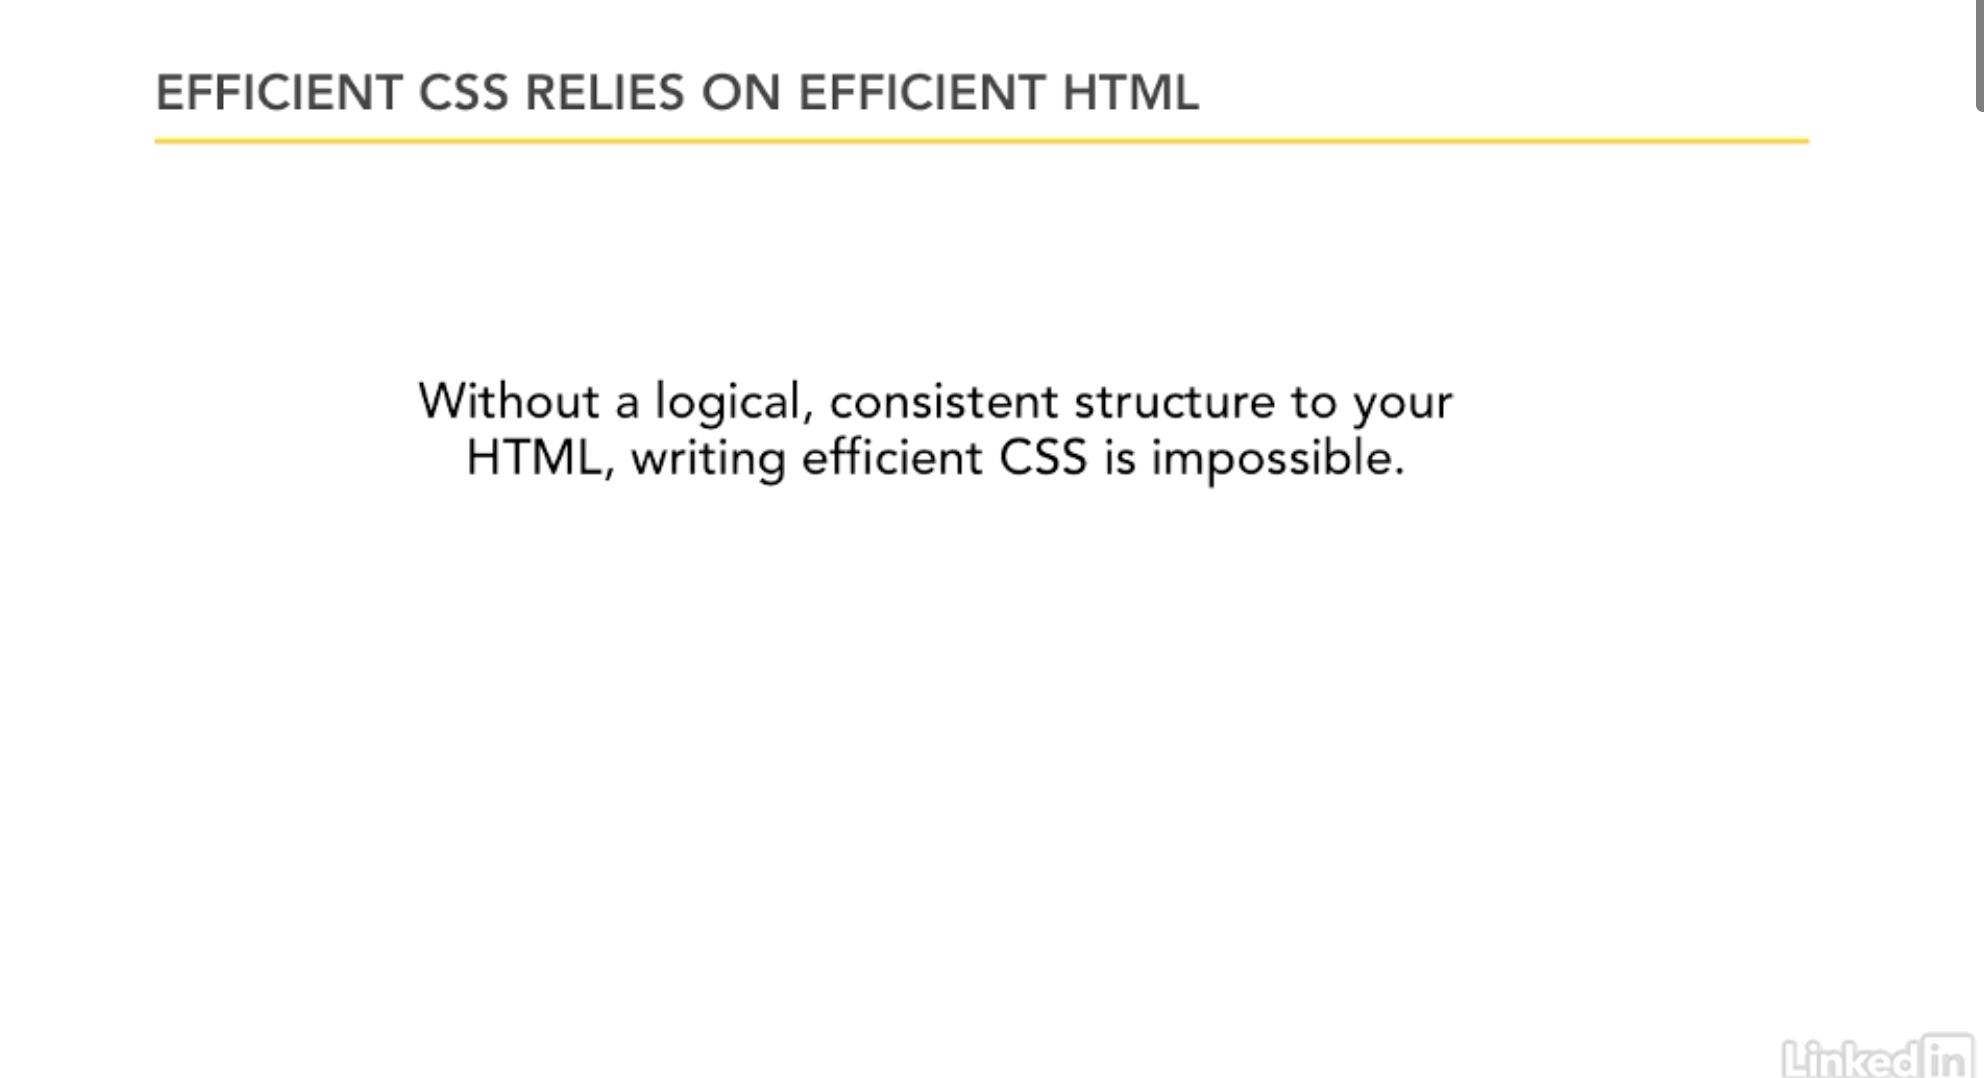 EFFICIENT CSS RELIES ON EFFICIENT HTML
Without a logical, consistent structure to your
HTML, writing efficient CSS is impossible.
Linkedin